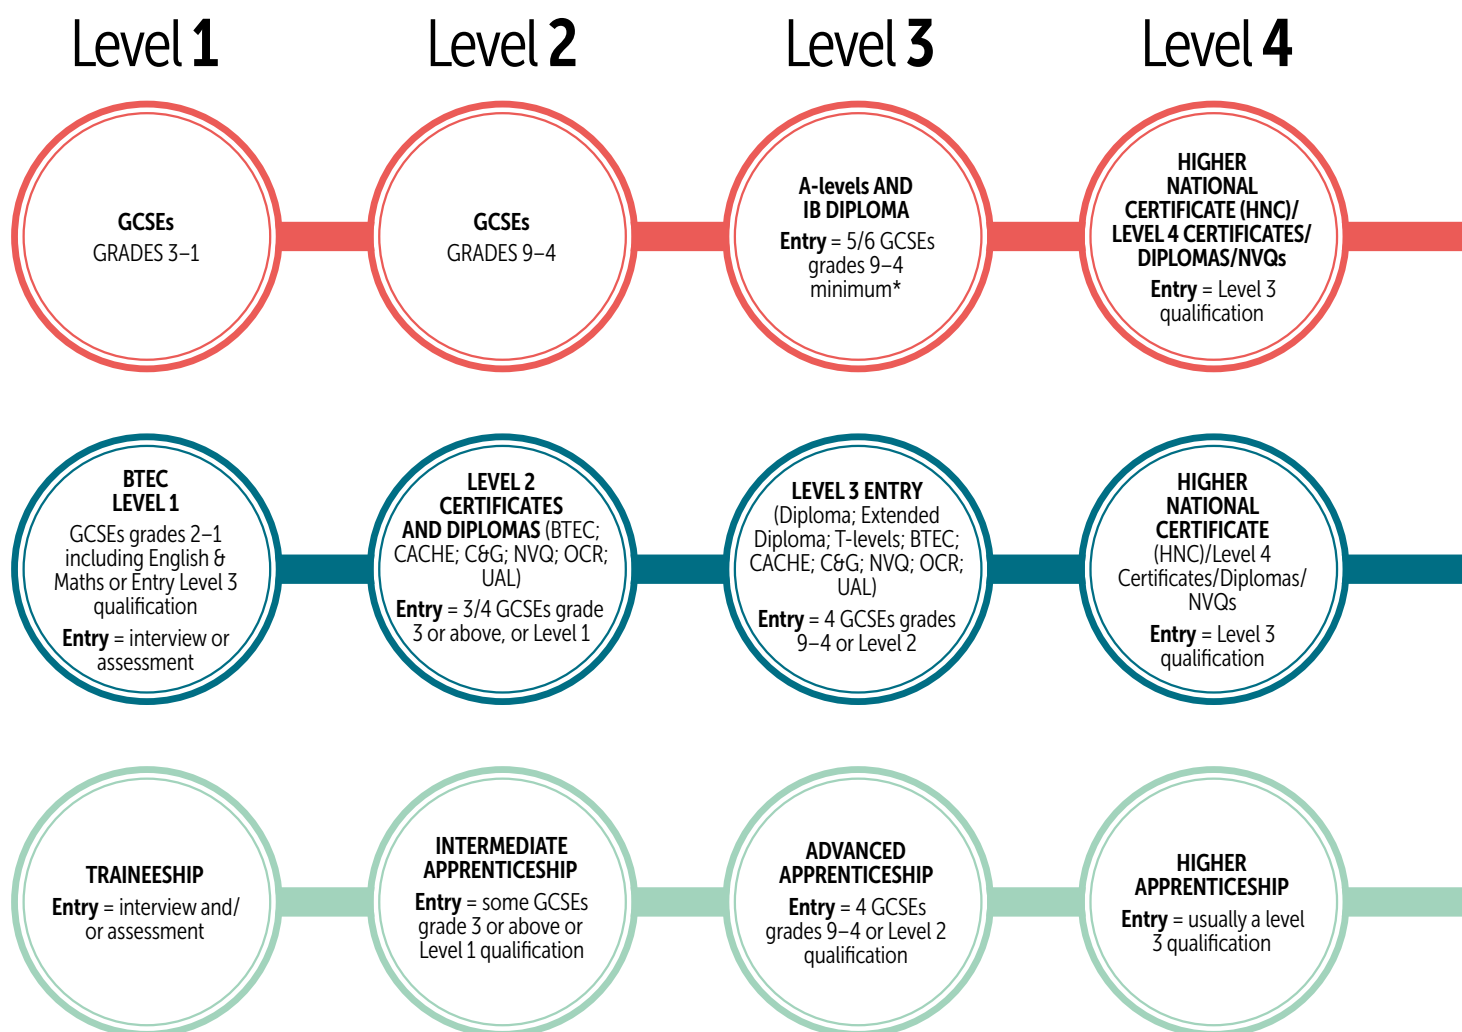 Level 1
Level 2
Level 3
Level 4
GCSEs
GRADES 3–1
GCSEs
GRADES 9–4
A-levels AND
IB DIPLOMA
Entry = 5/6 GCSEs
grades 9–4
minimum*
HIGHER
NATIONAL
CERTIFICATE (HNC)/
LEVEL 4 CERTIFICATES/
DIPLOMAS/NVQs
Entry = Level 3
qualification
BTEC
LEVEL 1
GCSEs grades 2–1
including English &
Maths or Entry Level 3
qualification
Entry = interview or
assessment
LEVEL 2
CERTIFICATES
AND DIPLOMAS (BTEC;
CACHE; C&G; NVQ; OCR;
UAL)
Entry = 3/4 GCSEs grade
3 or above, or Level 1
LEVEL 3 ENTRY
(Diploma; Extended
Diploma; T-levels; BTEC;
CACHE; C&G; NVQ; OCR;
UAL)
Entry = 4 GCSEs grades
9–4 or Level 2
HIGHER
NATIONAL
CERTIFICATE
(HNC)/Level 4
Certificates/Diplomas/
NVQs
Entry = Level 3
qualification
TRAINEESHIP
Entry = interview and/
or assessment
INTERMEDIATE
APPRENTICESHIP
Entry = some GCSEs
grade 3 or above or
Level 1 qualification
ADVANCED
APPRENTICESHIP
Entry = 4 GCSEs
grades 9–4 or Level 2
qualification
HIGHER
APPRENTICESHIP
Entry = usually a level
3 qualification